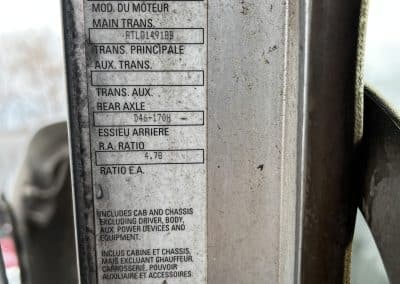 MOD. DU MOTEUR
MAIN TRANS.
RTLO1491BB
TRANS. PRINCIPALE
AUX. TRANS.
TRANS. AUX.
REAR AXLE
D46-170H
ESSIEU ARRIERE
R.A. RATIO
4.78
RATIO E.A.
INCLUDES CAB AND CHASSIS
EXCLUDING DRIVER, BODY,
AUX. POWER DEVICES AND
EQUIPMENT.
INCLUS CABINE ET CHASSIS,
MAIS EXCLUANT CHAUFFEUR,
CARROSSERIE, POUVOIR
AUXILIAIRE ET ACCESSOIRES